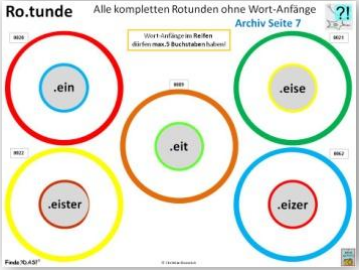 Ro.tunde
Alle kompletten Rotunden ohne Wort-Anfänge
?!
Archiv Seite 7
Wort-Anfänge im Reifen
dürfen max.5 Buchstaben haben!
.ein
.eise
.eit
.eister
.eizer